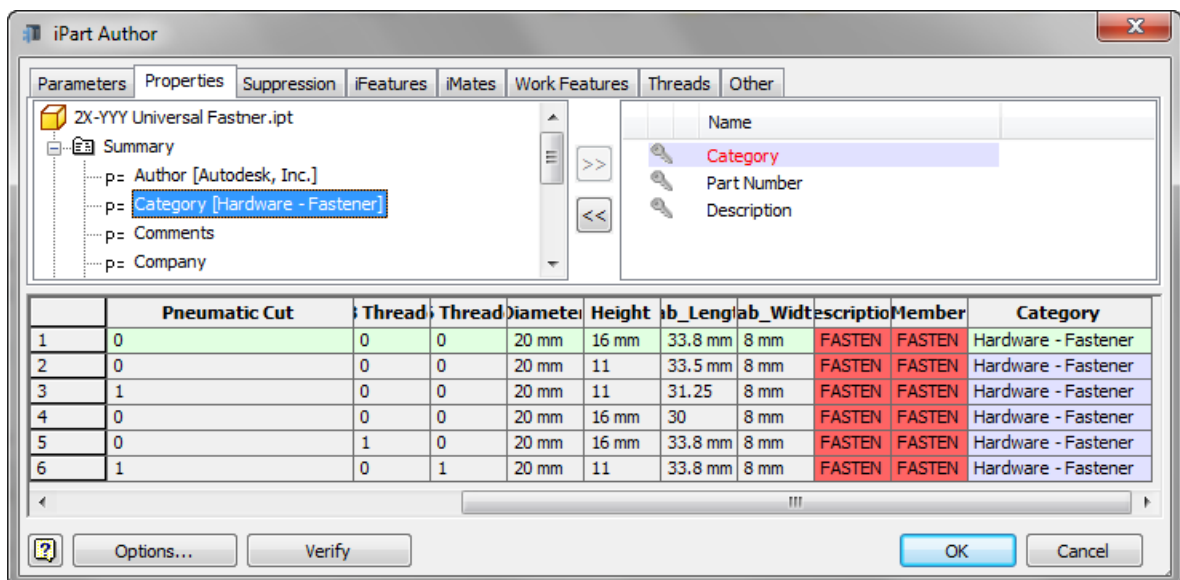 iPart Author
Parameters Properties Suppression iFeatures iMates Work Features Threads Other
2X-YYY Universal Fastner.ipt
Summary
p= Author [Autodesk, Inc.]
p= Category [Hardware - Fastener]
p= Comments
p= Company
>>
<<
Name
Category
Part Number
Description
Pneumatic Cut Thread Thread Diameter Height ab_Leng ab_Widt escriptio Member Category
1 0 0 0 20 mm 16 mm 33.8 mm 8 mm FASTEN FASTEN Hardware - Fastener
2 0 0 0 20 mm 11 33.5 mm 8 mm FASTEN FASTEN Hardware - Fastener
3 1 0 0 20 mm 11 31.25 8 mm FASTEN FASTEN Hardware - Fastener
4 0 0 0 20 mm 16 mm 30 8 mm FASTEN FASTEN Hardware - Fastener
5 0 1 0 20 mm 16 mm 33.8 mm 8 mm FASTEN FASTEN Hardware - Fastener
6 1 0 1 20 mm 11 33.8 mm 8 mm FASTEN FASTEN Hardware - Fastener
Options... Verify OK Cancel